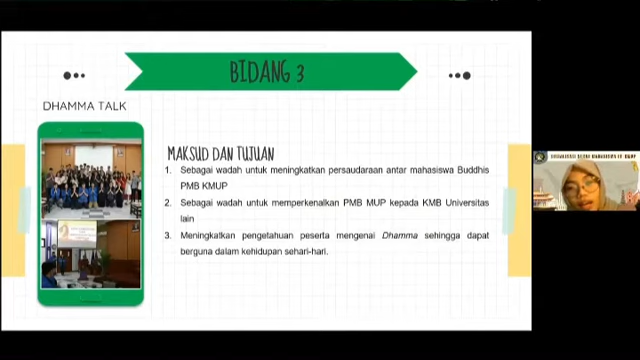 BIDANG 3
DHAMMA TALK
MAKSUD DAN TUJUAN
1. Sebagai wadah untuk meningkatkan persaudaraan antar mahasiswa Buddhis
PMB KMUP
2. Sebagai wadah untuk memperkenalkan PMB MUP kepada KMB Universitas
lain
3. Meningkatkan pengetahuan peserta mengenai Dhamma sehingga dapat
berguna dalam kehidupan sehari-hari.